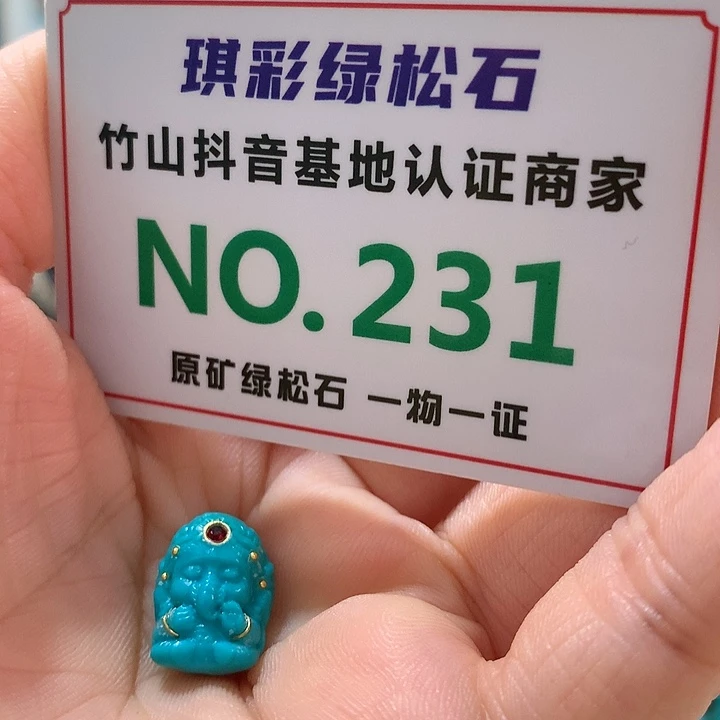 琪彩绿松石
竹山抖音基地认证商家
NO.231
原矿绿松石 一物一证